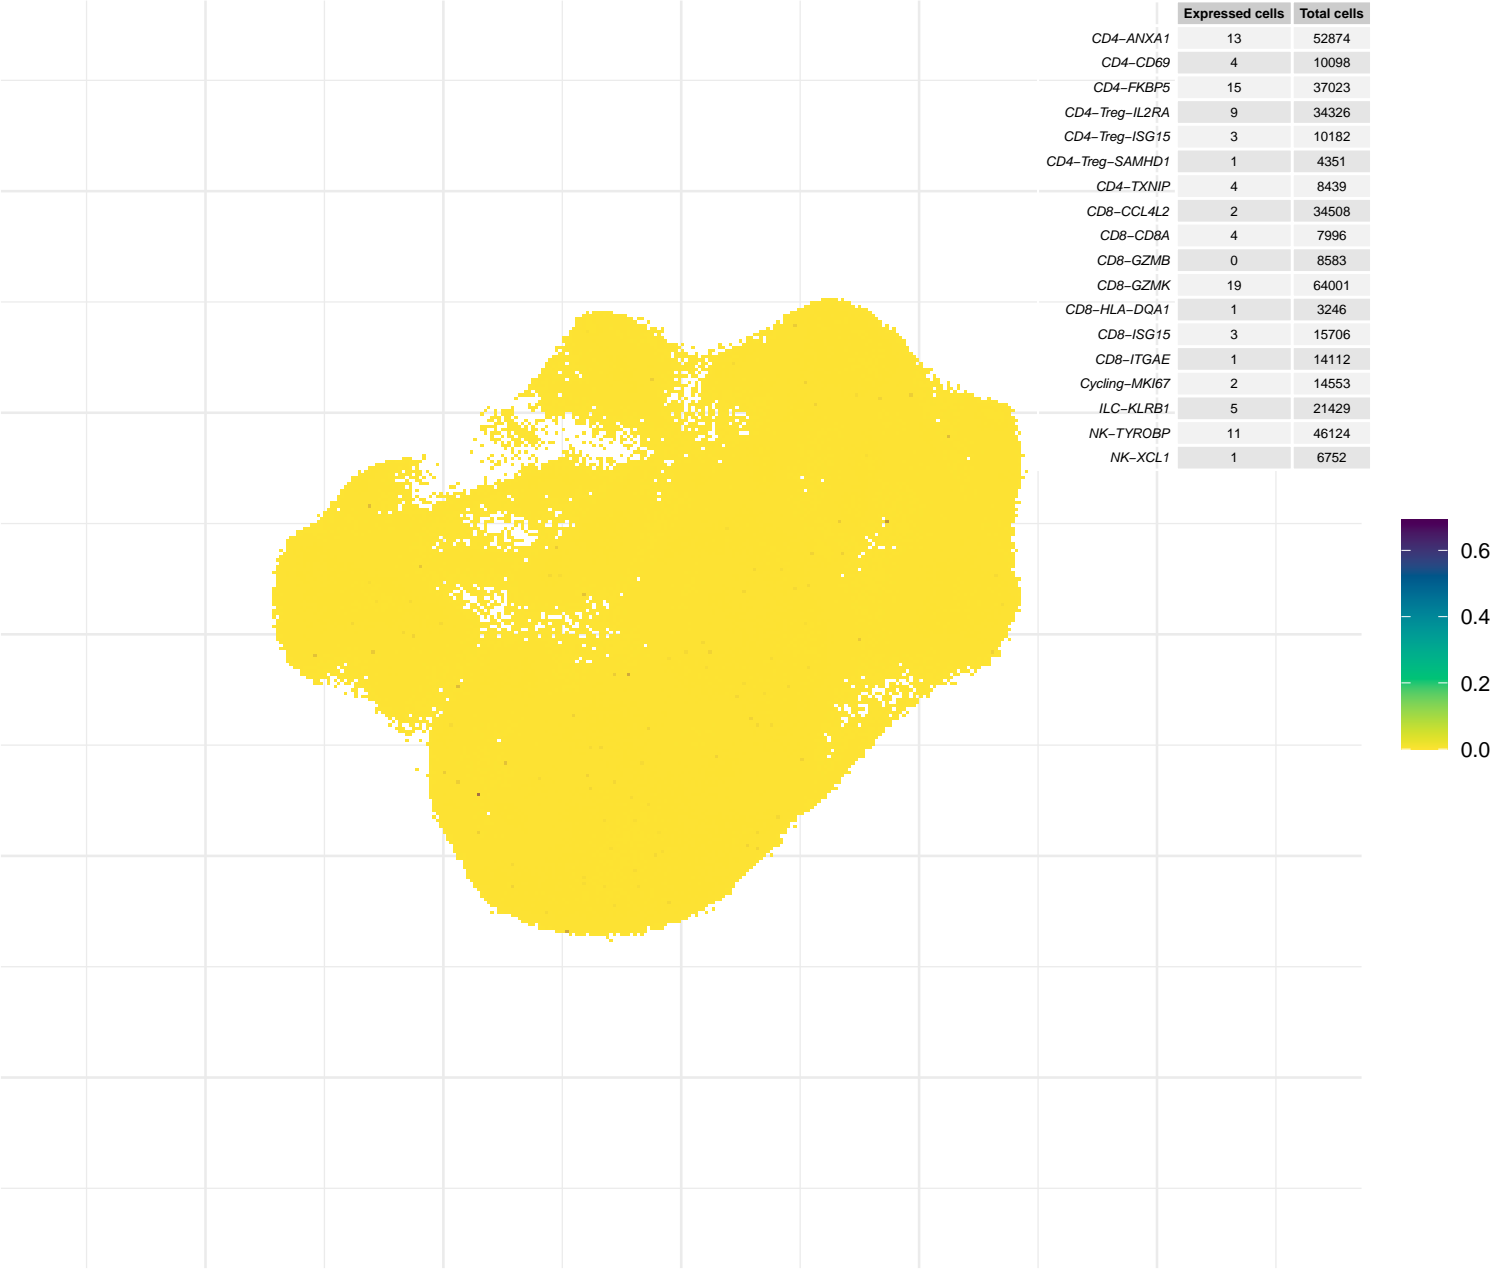 Expressed cells Total cells
CD4−ANXA1 13 52874
CD4−CD69 4 10098
CD4−FKBP5 15 37023
CD4−Treg−IL2RA 9 34326
CD4−Treg−ISG15 3 10182
CD4−Treg−SAMHD1 1 4351
CD4−TXNIP 4 8439
CD8−CCL4L2 2 34508
CD8−CD8A 4 7996
CD8−GZMB 0 8583
CD8−GZMK 19 64001
CD8−HLA−DQA1 1 3246
CD8−ISG15 3 15706
CD8−ITGAE 1 14112
Cycling−MKI67 2 14553
ILC−KLRB1 5 21429
NK−TYROBP 11 46124
NK−XCL1 1 6752
0.6
0.4
0.2
0.0